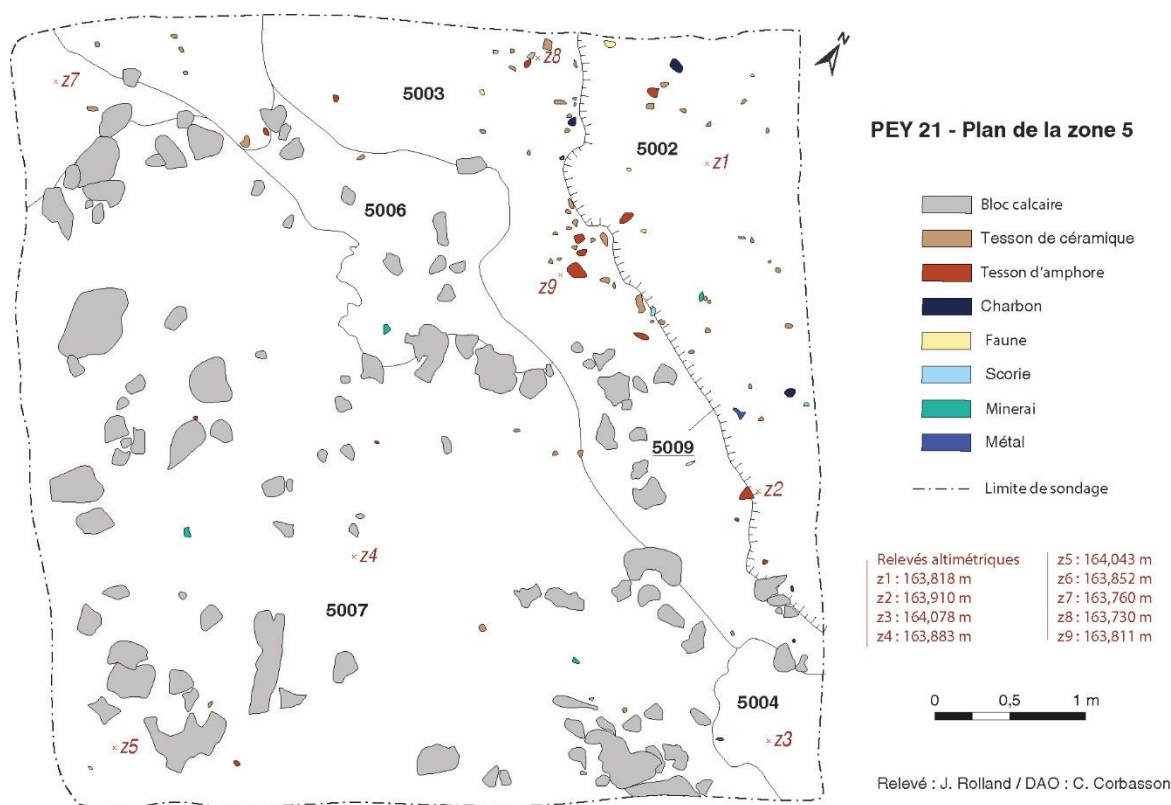 z8
z7
5003
N
5002
z1
5006
z9
5009
z2
z4
5007
5004
z5
z3
PEY 21 - Plan de la zone 5
Bloc calcaire
Tesson de céramique
Tesson d'amphore
Charbon
Faune
Scorie
Minerai
Métal
Limite de sondage
Relevés altimétriques
z1 : 163,818 m
z2 : 163,910 m
z3 : 164,078 m
z4 : 163,883 m
z5 : 164,043 m
z6 : 163,852 m
z7 : 163,760 m
z8 : 163,730 m
z9 : 163,811 m
0 0,5 1 m
Relevé : J. Rolland / DAO : C. Corbasson